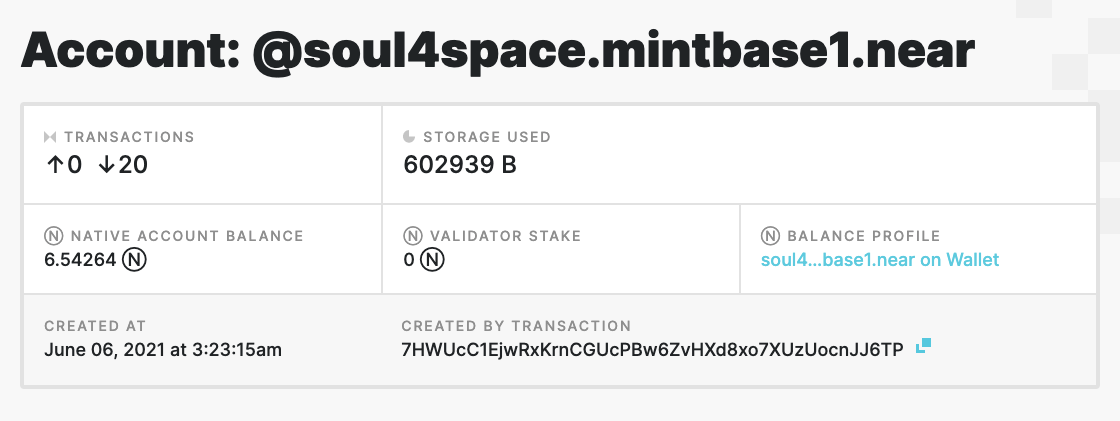 Account: @soul4space.mintbase1.near
TRANSACTIONS
↑0 ↓20
STORAGE USED
602939 B
NATIVE ACCOUNT BALANCE
6.54264 Ⓝ
VALIDATOR STAKE
0 Ⓝ
BALANCE PROFILE
soul4...base1.near on Wallet
CREATED AT
June 06, 2021 at 3:23:15am
CREATED BY TRANSACTION
7HWUcC1EjwRxKrnCGUcPBw6ZvHXd8xo7XUzUocnJJ6TP